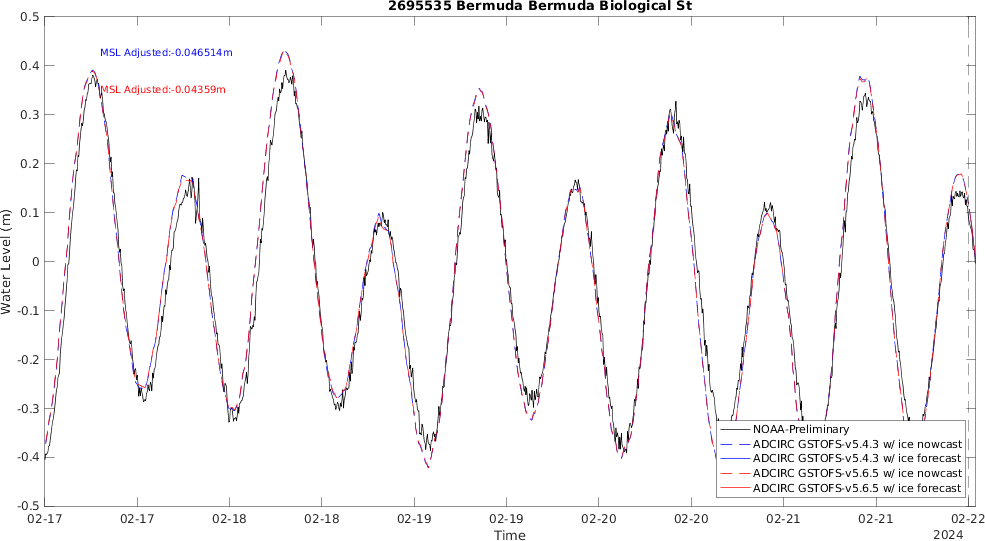 2695535 Bermuda Bermuda Biological St
MSL Adjusted:-0.046514m
MSL Adjusted:-0.04359m
Water Level (m)
0.5
0.4
0.3
0.2
0.1
0
-0.1
-0.2
-0.3
-0.4
-0.5
NOAA-Preliminary
ADCIRC GSTOFS-v5.4.3 w/ ice nowcast
ADCIRC GSTOFS-v5.4.3 w/ ice forecast
ADCIRC GSTOFS-v5.6.5 w/ ice nowcast
ADCIRC GSTOFS-v5.6.5 w/ ice forecast
02-17 02-17 02-18 02-18 02-19 02-19 02-20 02-20 02-21 02-21 02-22
Time
2024